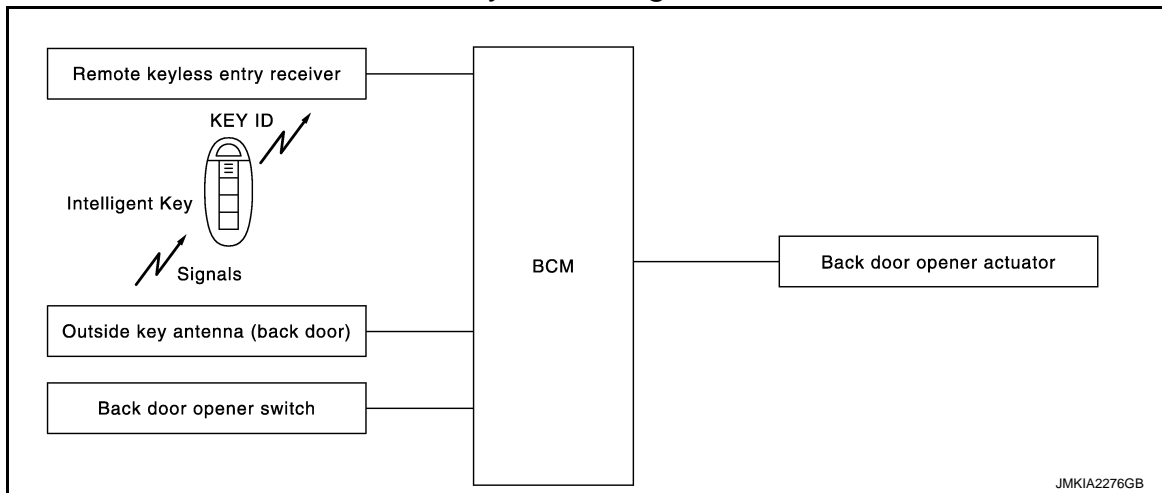 Remote keyless entry receiver
KEY ID
Intelligent Key
Signals
Outside key antenna (back door)
Back door opener switch
BCM
Back door opener actuator
JMKIA2276GB